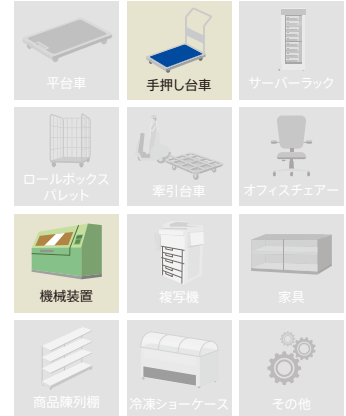 平台車
手押し台車
サーバーラック
ロールボックス
パレット
牽引台車
オフィスチェアー
機械装置
複写機
家具
商品陳列棚
冷凍ショーケース
その他